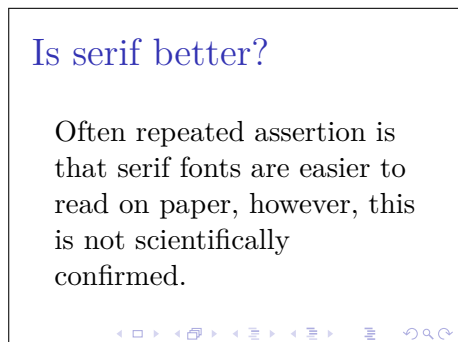 Is serif better?
Often repeated assertion is
that serif fonts are easier to
read on paper, however, this
is not scientifically
confirmed.